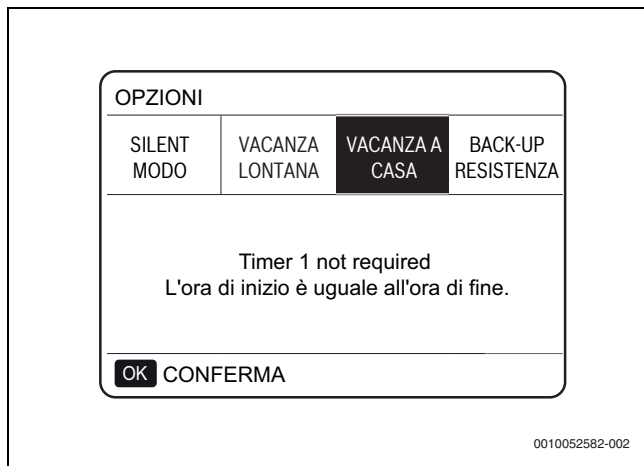 OPZIONI
SILENT MODO
VACANZA LONTANA
VACANZA A CASA
BACK-UP RESISTENZA
Timer 1 not required
L'ora di inizio è uguale all'ora di fine.
OK CONFERMA
0010052582-002